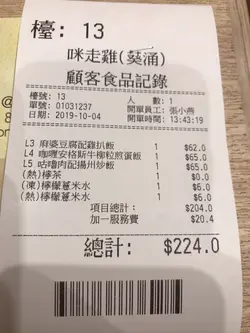 檯: 13
咪走雞(葵涌)
顧客食品記錄
檯號: 13 人 數: 1
單號: 01031237 開單員工: 張小燕
日期: 2019-10-04 開單時間: 13:43:19
L3 麻婆豆腐配雞扒飯 1 $62.0
L4 咖喱安格斯牛柳粒煎蛋飯 1 $65.0
L5 咕嚕肉配揚州炒飯 1 $65.0
(熱)檸茶 1 $0.0
(凍)檸檬薏米水 1 $6.0
(熱)檸檬薏米水 1 $6.0
項目總計: $204.0
加一服務費 $20.4
總計: $224.0